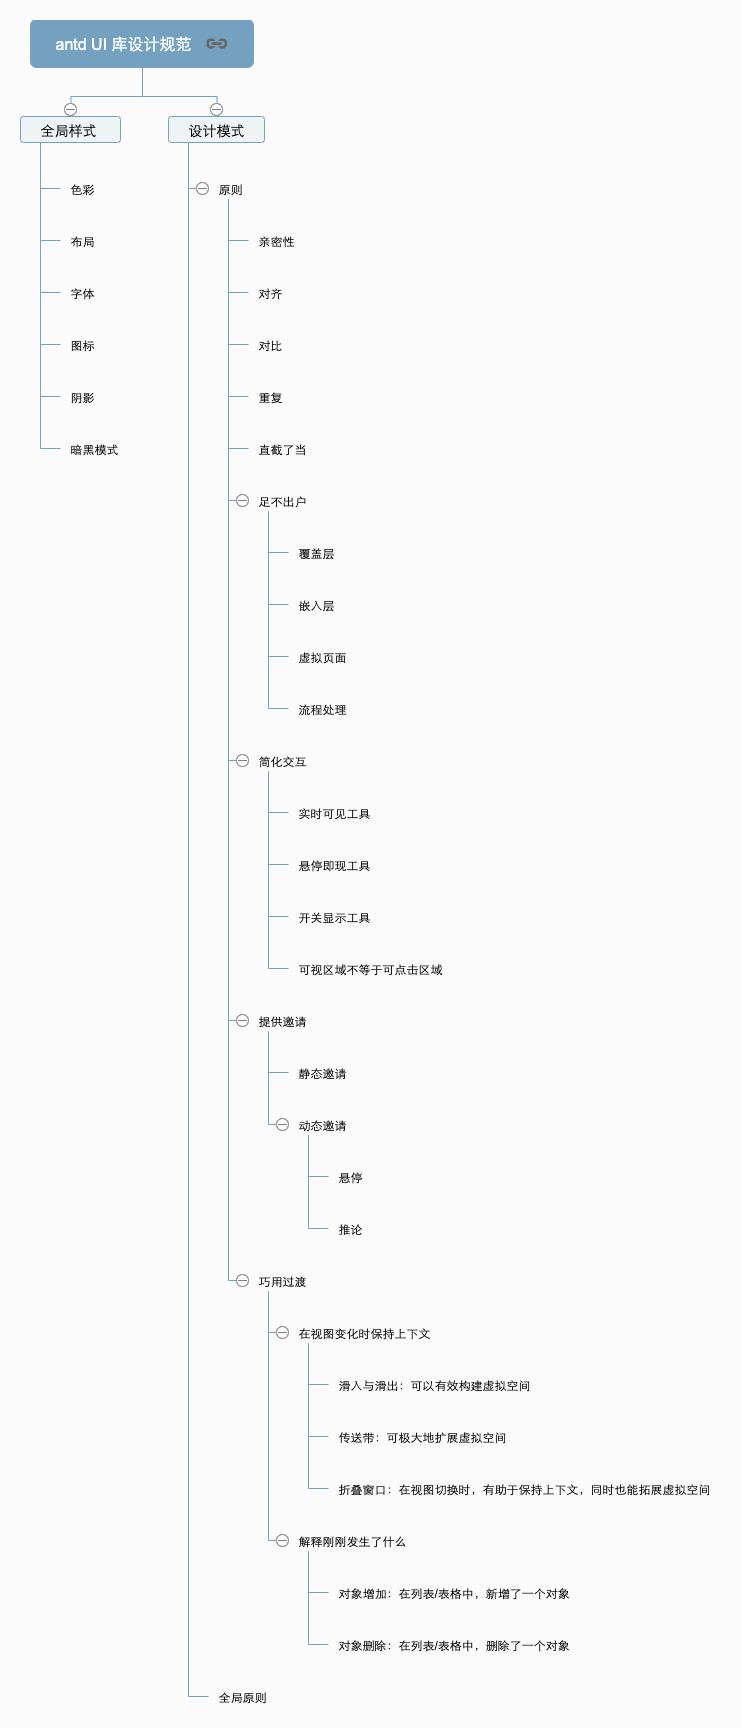 antd UI 库设计规范
全局样式
设计模式
色彩
布局
字体
图标
阴影
暗黑模式
原则
亲密性
对齐
对比
重复
直截了当
足不出户
覆盖层
嵌入层
虚拟页面
流程处理
简化交互
实时可见工具
悬停即现工具
开关显示工具
可视区域不等于可点击区域
提供邀请
静态邀请
动态邀请
悬停
推论
巧用过渡
在视图变化时保持上下文
滑入与滑出：可以有效构建虚拟空间
传送带：可极大地扩展虚拟空间
折叠窗口：在视图切换时，有助于保持上下文，同时也能拓展虚拟空间
解释刚刚发生了什么
对象增加：在列表/表格中，新增了一个对象
对象删除：在列表/表格中，删除了一个对象
全局原则